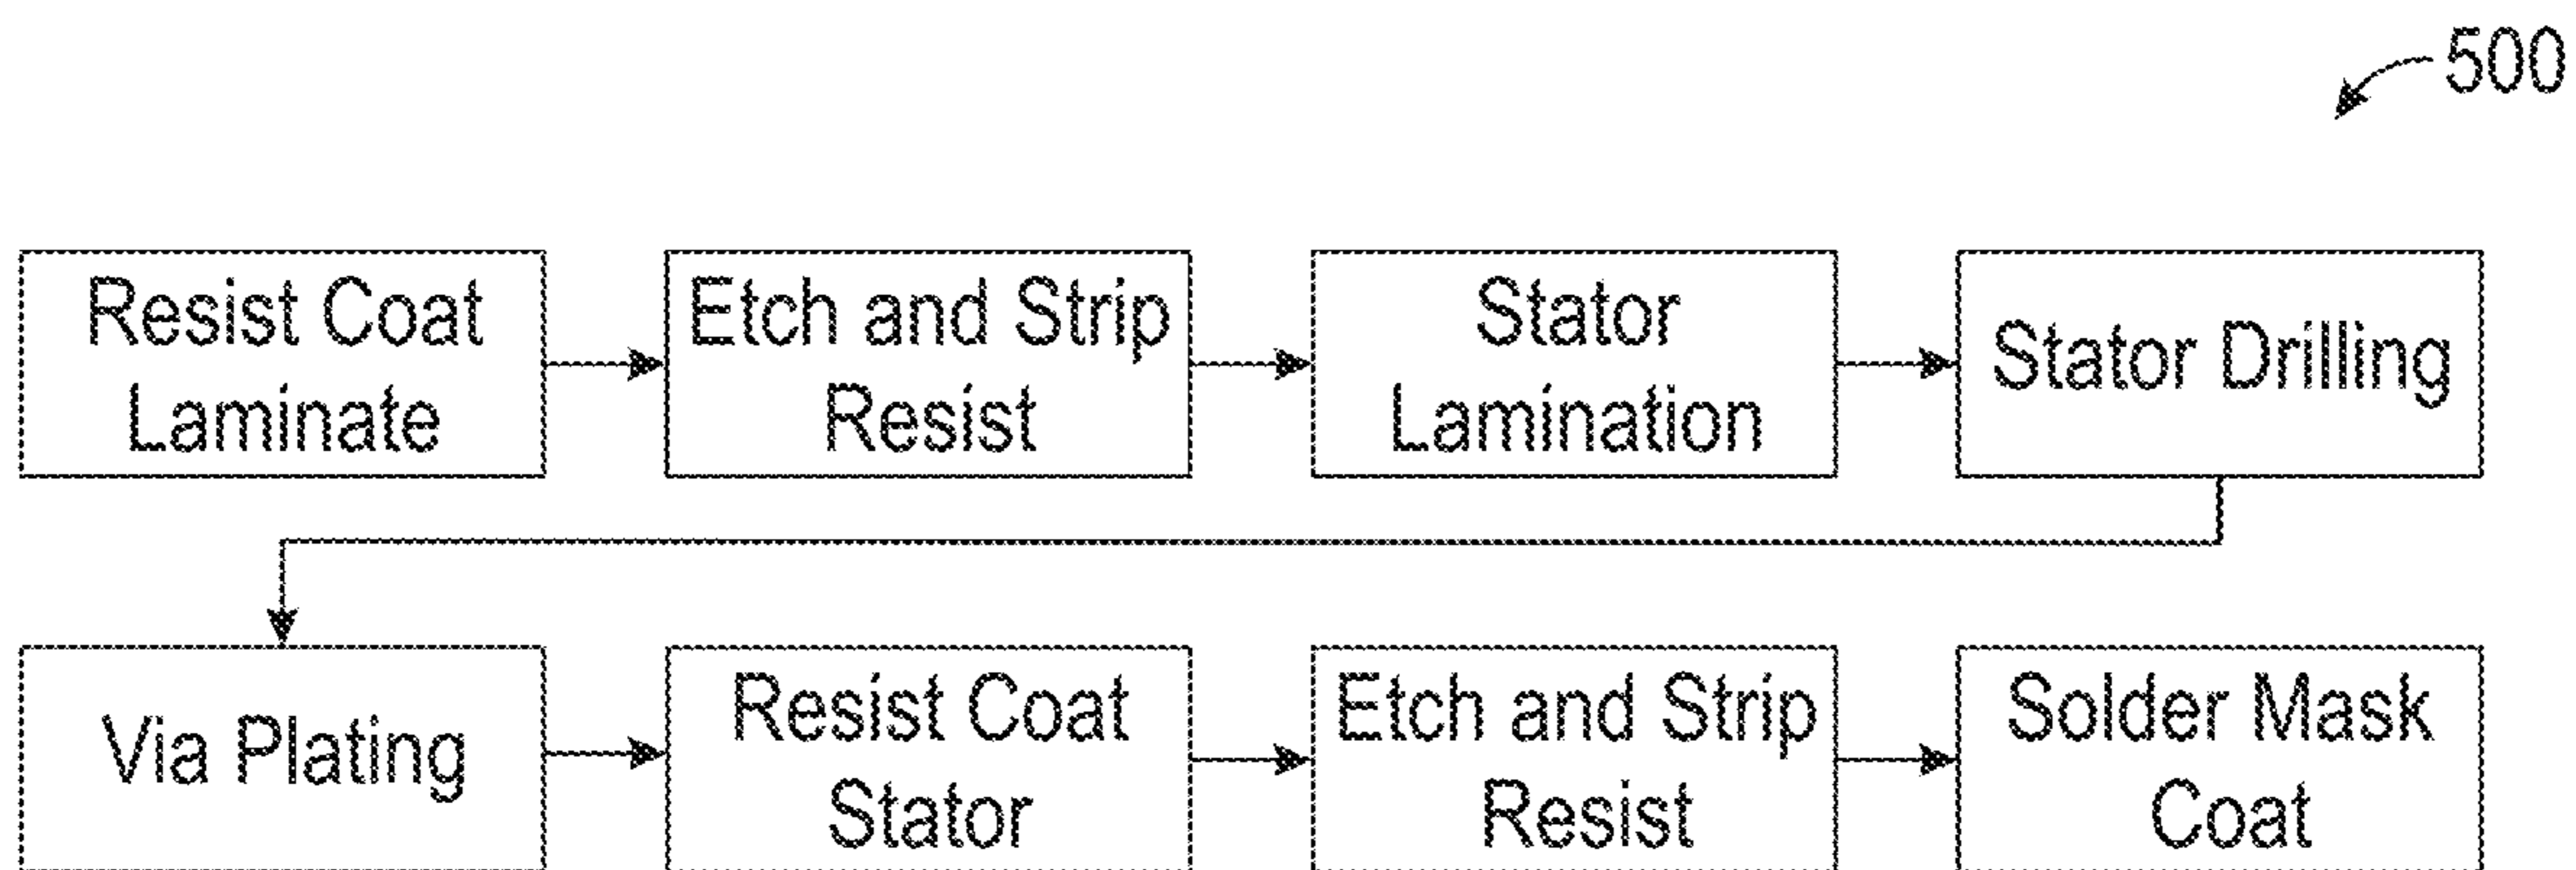 500
Resist Coat
Laminate
Etch and Strip
Resist
Stator
Lamination
Stator Drilling
Via Plating
Resist Coat
Stator
Etch and Strip
Resist
Solder Mask
Coat